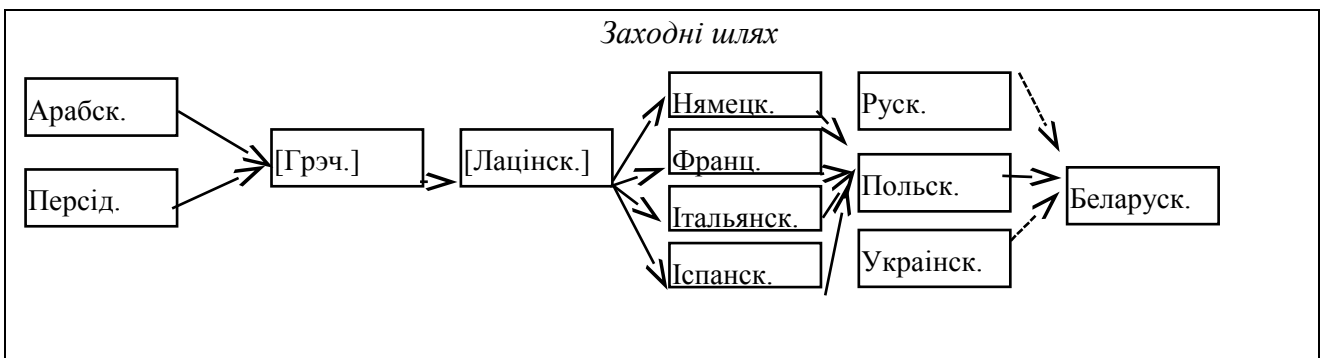 Заходні шлях
Арабск.
Персід.
[Грэч.]
[Лацінск.]
Нямецк.
Франц.
Італьянск.
Іспанск.
Руск.
Польск.
Украінск.
Беларуск.